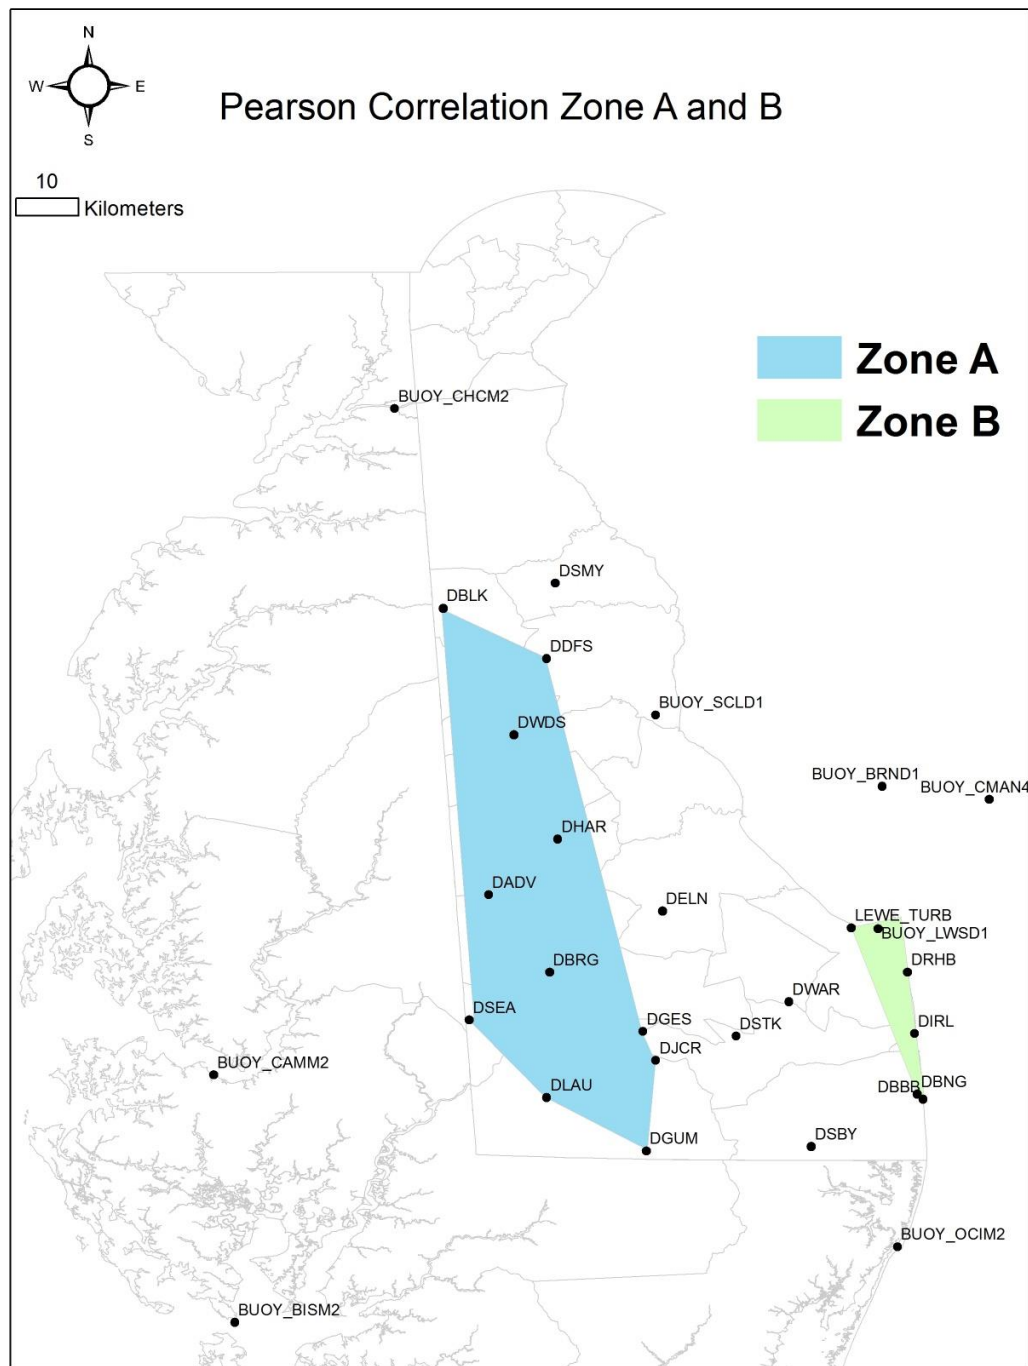 N
W E
S
Pearson Correlation Zone A and B
10
Kilometers
Zone A
Zone B
BUOY_CHCM2
DSMY
DBLK
DDFS
BUOY_SCLD1
DWDS
BUOY_BRND1
BUOY_CMAN4
DHAR
DADV
DELN
LEWE_TURB
BUOY_LWSD1
DBRG
DRHB
DWAR
DSEA
DGES
DSTK
DIRL
DJCR
BUOY_CAMM2
DLAU
DBBB
DBNG
DGUM
DSBY
BUOY_OCIM2
BUOY_BISM2